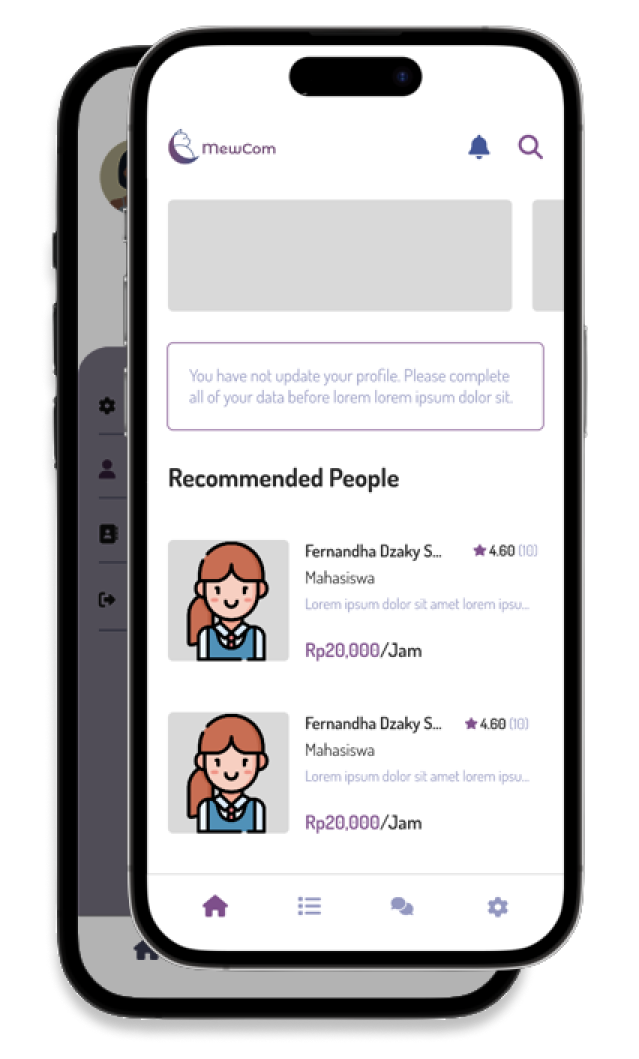 MewCom
You have not update your profile. Please complete
all of your data before lorem lorem ipsum dolor sit.
Recommended People
Fernandha Dzaky S... 4.60 (10)
Mahasiswa
Lorem ipsum dolor sit amet lorem ipsu...
Rp20,000/Jam
Fernandha Dzaky S... 4.60 (10)
Mahasiswa
Lorem ipsum dolor sit amet lorem ipsu...
Rp20,000/Jam